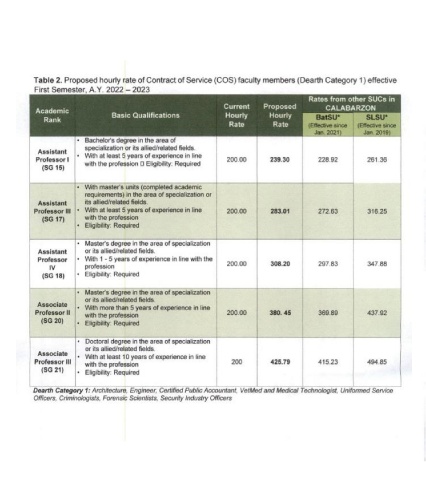 Table 2. Proposed hourly rate of Contract of Service (COS) faculty members (Dearth Category 1) effective
First Semester, A.Y. 2022 – 2023
Academic Rank
Basic Qualifications
Current Hourly Rate
Proposed Hourly Rate
Rates from other SUCs in CALABARZON
BatSU* (Effective since Jan. 2021)
SLSU* (Effective since Jan. 2018)
Assistant Professor I (SG 15)
• Bachelor's degree in the area of
specialization or its allied/related fields.
• With at least 5 years of experience in line
with the profession Eligibility: Required
200.00
239.30
228.92
261.36
Assistant Professor III (SG 17)
• With master's units (completed academic
requirements) in the area of specialization or
its allied/related fields.
• With at least 5 years of experience in line
with the profession
• Eligibility: Required
200.00
283.01
272.63
316.25
Assistant Professor IV (SG 18)
• Master's degree in the area of specialization
or its allied/related fields.
• With 1 - 5 years of experience in line with the
profession
• Eligibility: Required
200.00
308.20
297.83
347.88
Associate Professor II (SG 20)
• Master's degree in the area of specialization
or its allied/related fields
• With more than 5 years of experience in line
with the profession
• Eligibility: Required
200.00
380. 45
369.89
437.92
Associate Professor III (SG 21)
• Doctoral degree in the area of specialization
or its allied/related fields.
• With at least 10 years of experience in line
with the profession
• Eligibility: Required
200
425.79
415.23
494.85
Dearth Category 1: Architecture, Engineer, Certified Public Accountant, VetMed and Medical Technologist, Uniformed Service
Officers, Criminologists, Forensic Scientists, Security Industry Officers